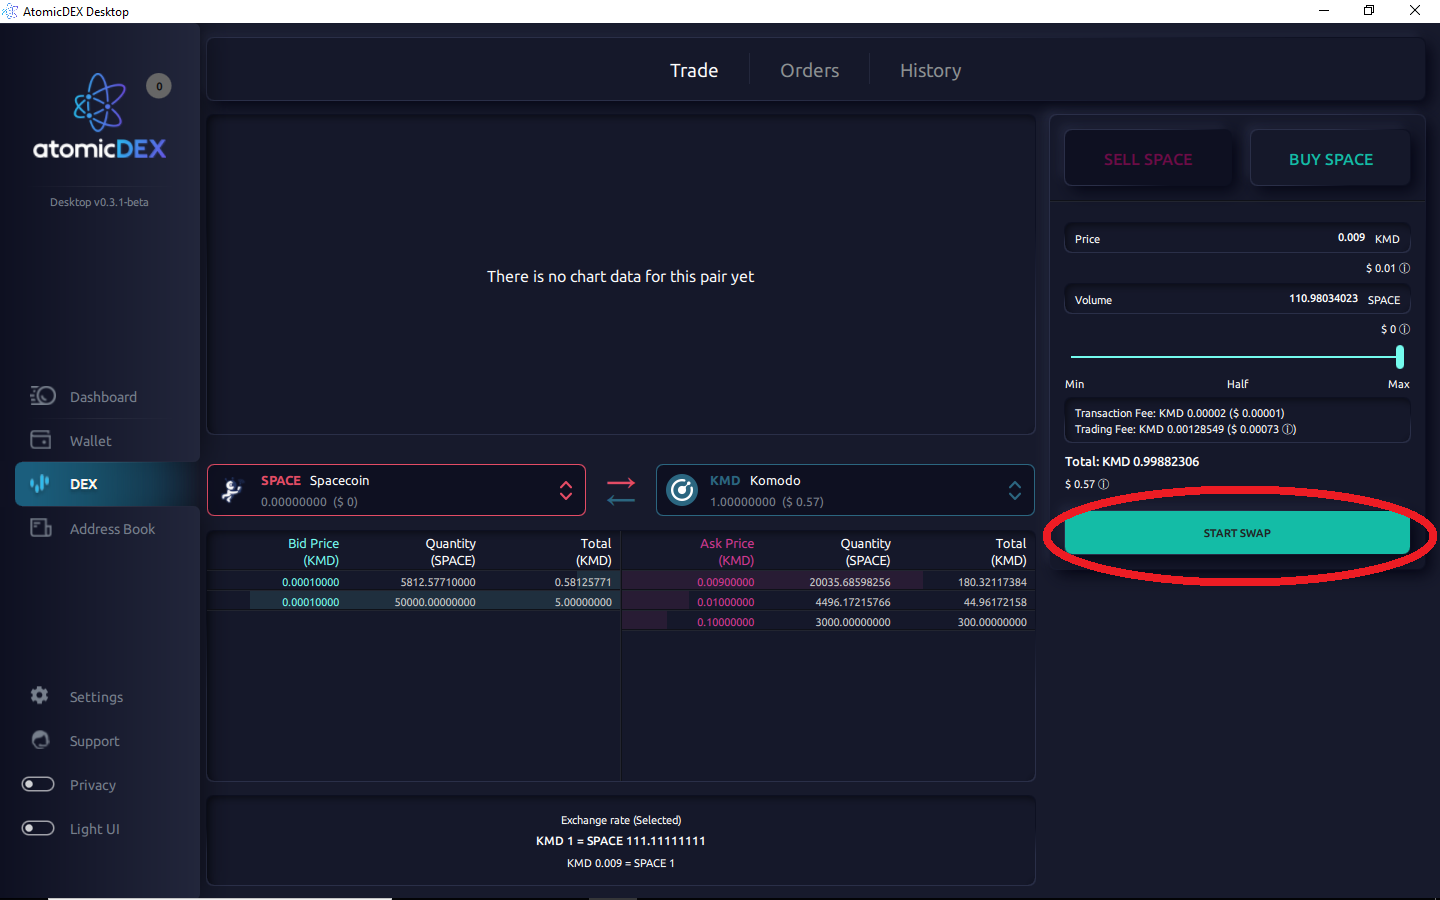 AtomicDEX Desktop
0
atomicDEX
Desktop v0.3.1-beta
Dashboard
Wallet
DEX
Address Book
Settings
Support
Privacy
Light UI
Trade Orders History
There is no chart data for this pair yet
SPACE Spacecoin
0.00000000 ($ 0)
KMD Komodo
1.00000000 ($ 0.57)
Bid Price Quantity Total
(KMD) (SPACE) (KMD)
0.00010000 5812.57710000 0.58125771
0.00010000 50000.00000000 5.00000000
Ask Price Quantity Total
(KMD) (SPACE) (KMD)
0.00900000 20035.68598256 180.32117384
0.01000000 4496.17215766 44.96172158
0.10000000 3000.00000000 300.00000000
Exchange rate (Selected)
KMD 1 = SPACE 111.11111111
KMD 0.009 = SPACE 1
SELL SPACE BUY SPACE
Price 0.009 KMD
$ 0.01 ⓘ
Volume 110.98034023 SPACE
$ 0 ⓘ
Min Half Max
Transaction Fee: KMD 0.00002 ($ 0.00001)
Trading Fee: KMD 0.00128549 ($ 0.00073 ⓘ)
Total: KMD 0.99882306
$ 0.57 ⓘ
START SWAP